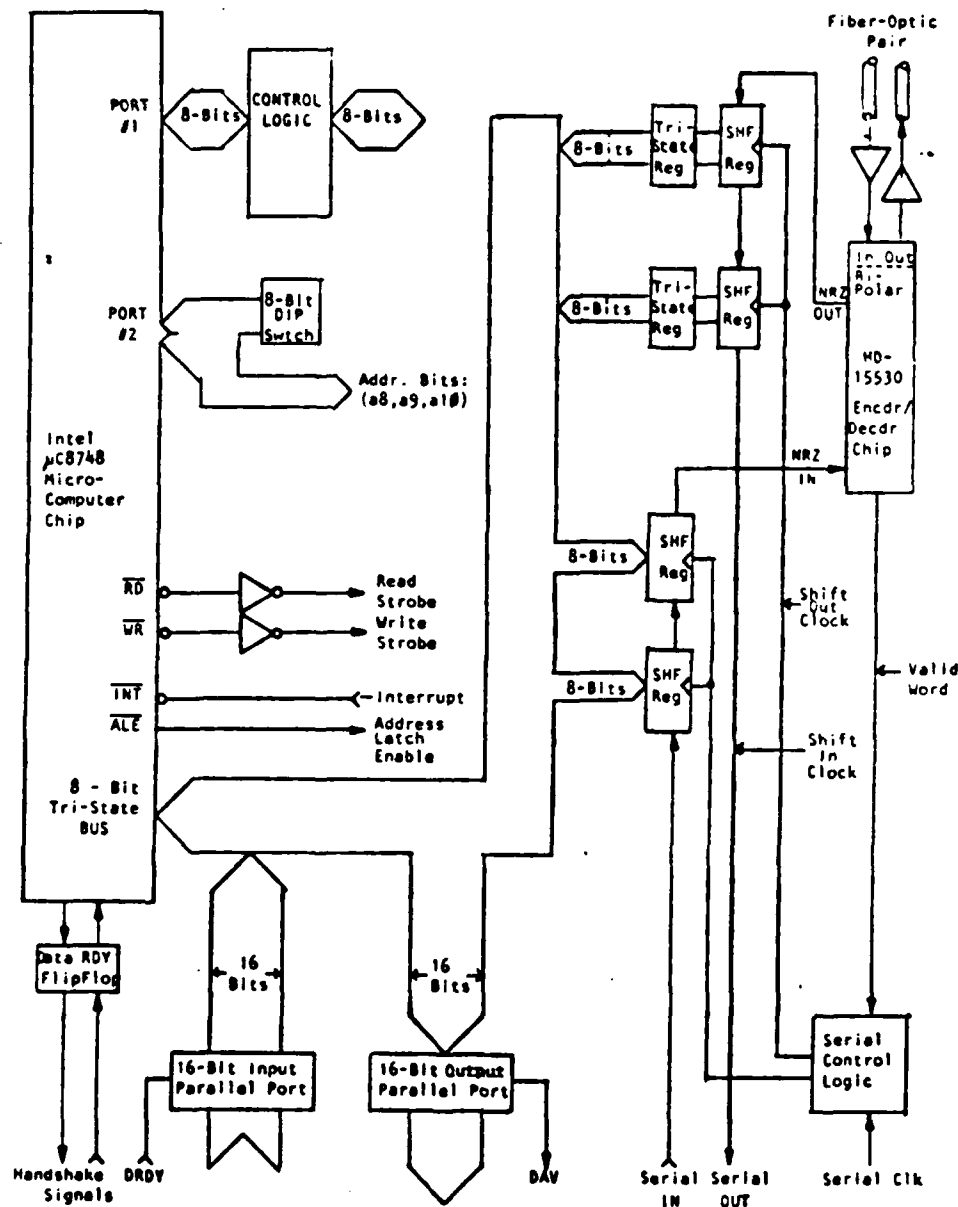 Fiber-Optic
Pair
PORT
#1
8-Bits
CONTROL
LOGIC
8-Bits
8-Bits
Tri-
State
Reg
SHF
Reg
PORT
#2
8-Bit
DIP
Swtch
Addr. Bits:
(a8,a9,a10)
8-Bits
Tri-
State
Reg
SHF
Reg
NRZ
OUT
In Out
Bi-
Polar
HD-
15530
Encdr/
Decdr
Chip
Intel
µC8748
Micro-
Computer
Chip
NRZ
IN
8-Bits
SHF
Reg
RD
Read
Strobe
WR
Write
Strobe
Shift
Out
Clock
INT
Interrupt
ALE
Address
Latch
Enable
8-Bits
SHF
Reg
Valid
Word
Shift
In
Clock
8 - Bit
Tri-State
BUS
Data RDY
FlipFlop
16
Bits
16
Bits
16-Bit Input
Parallel Port
16-Bit Output
Parallel Port
Serial
Control
Logic
Handshake
Signals
DRDY
DAV
Serial
IN
Serial
OUT
Serial Clk